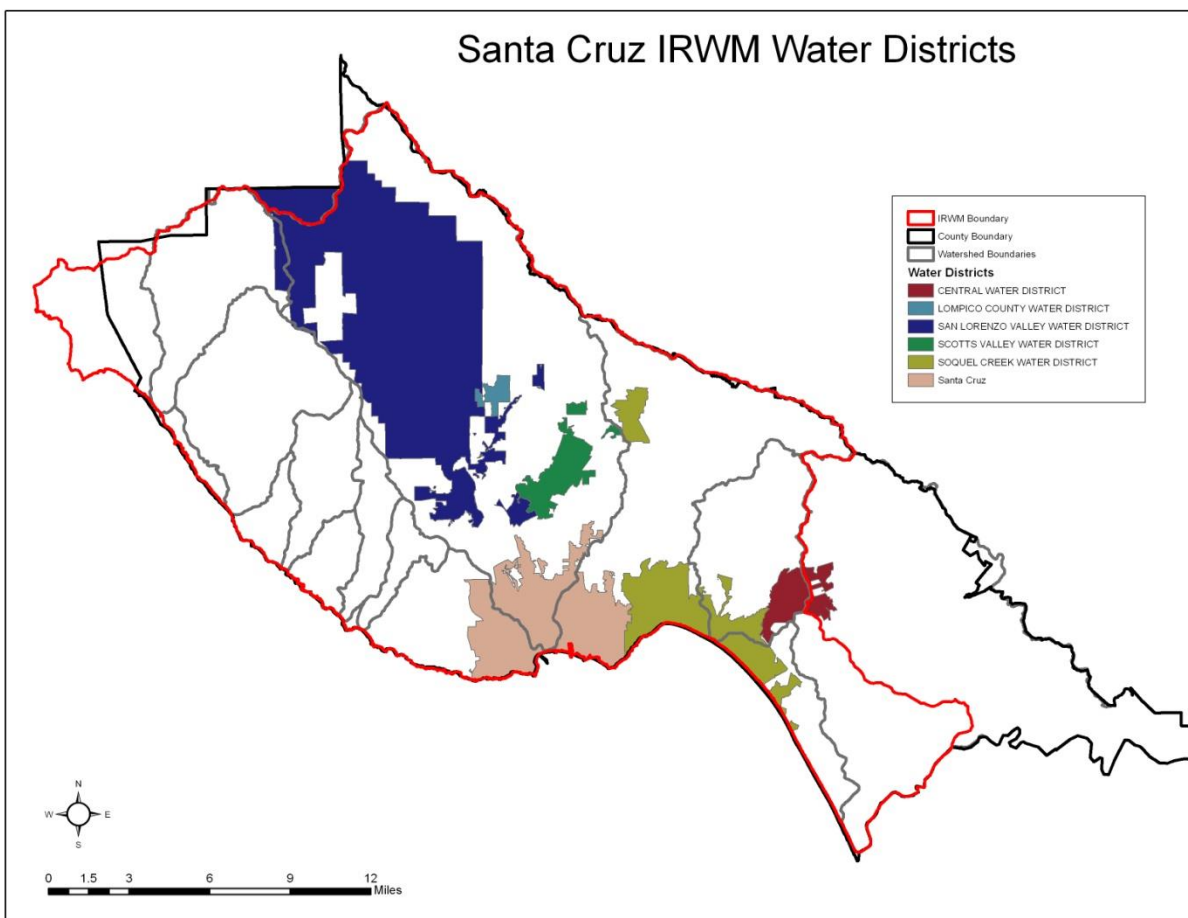 Santa Cruz IRWM Water Districts
IRWM Boundary
County Boundary
Watershed Boundaries
Water Districts
CENTRAL WATER DISTRICT
LOMPICO COUNTY WATER DISTRICT
SAN LORENZO VALLEY WATER DISTRICT
SCOTTS VALLEY WATER DISTRICT
SOQUEL CREEK WATER DISTRICT
Santa Cruz
N
W E
S
0 1.5 3 6 9 12
Miles